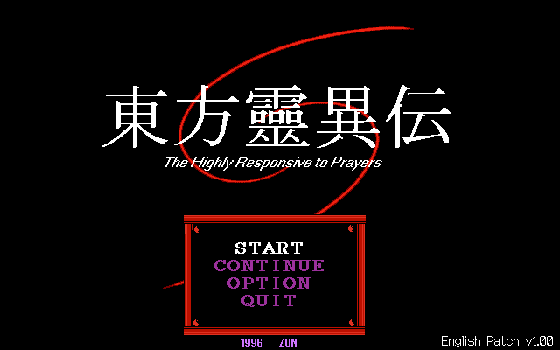 東方靈異伝
The Highly Responsive to Prayers
START
CONTINUE
OPTION
QUIT
1996 ZUN
English Patch v1.00